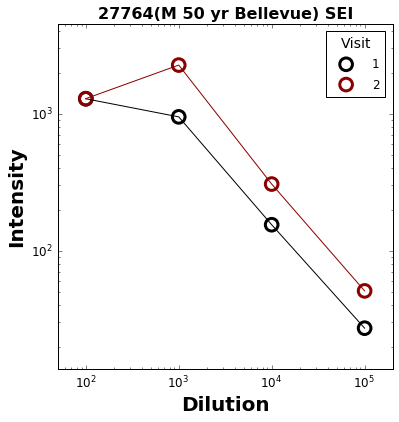 27764(M 50 yr Bellevue) SEI
Visit
1
2
10³
10²
Intensity
10² 10³ 10⁴ 10⁵
Dilution